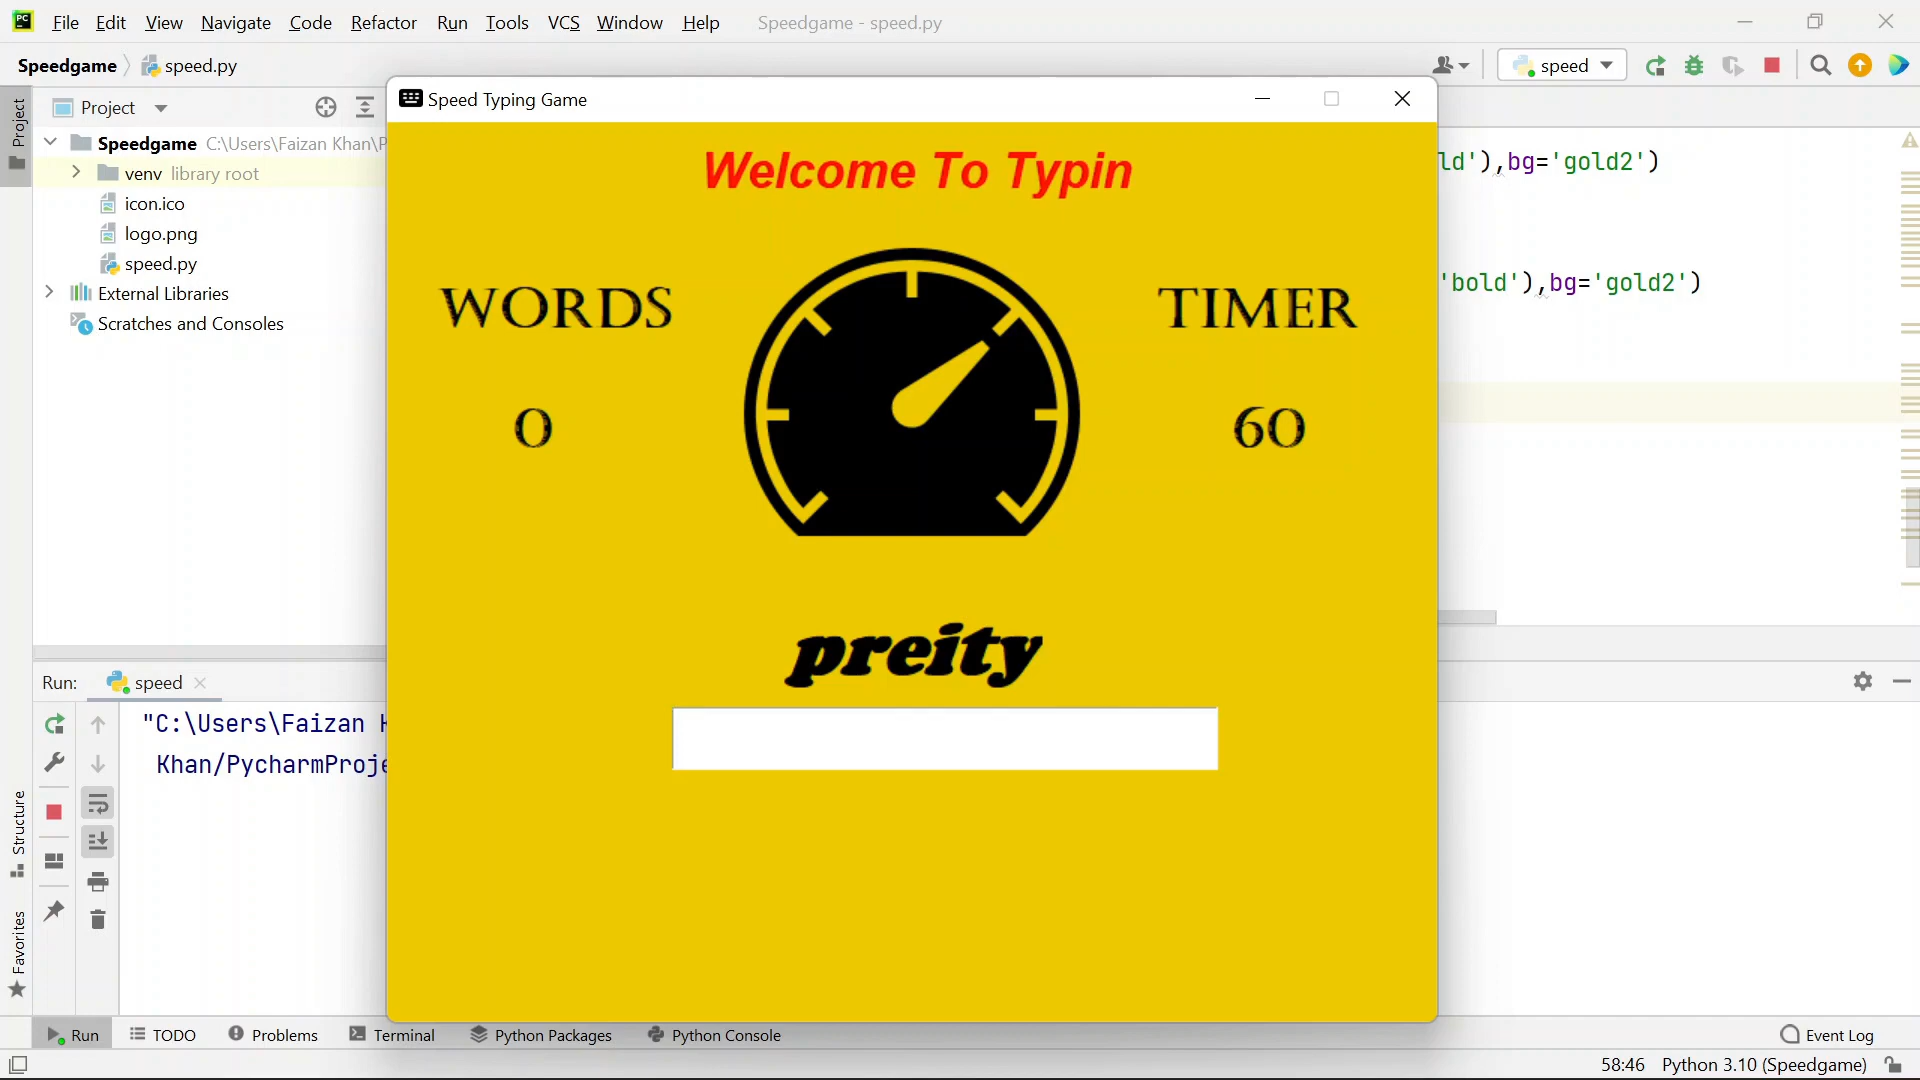 File Edit View Navigate Code Refactor Run Tools VCS Window Help Speedgame - speed.py
Speedgame speed.py speed
Project
Project
Speedgame C:\Users\Faizan Khan\P
venv library root
icon.ico
logo.png
speed.py
External Libraries
Scratches and Consoles
Speed Typing Game
Welcome To Typin
WORDS
TIMER
0
60
preity
ld'),bg='gold2')
'bold'),bg='gold2')
Run: speed
"C:\Users\Faizan K
Khan/PycharmProje
Structure
Favorites
Run TODO Problems Terminal Python Packages Python Console Event Log
58:46 Python 3.10 (Speedgame)